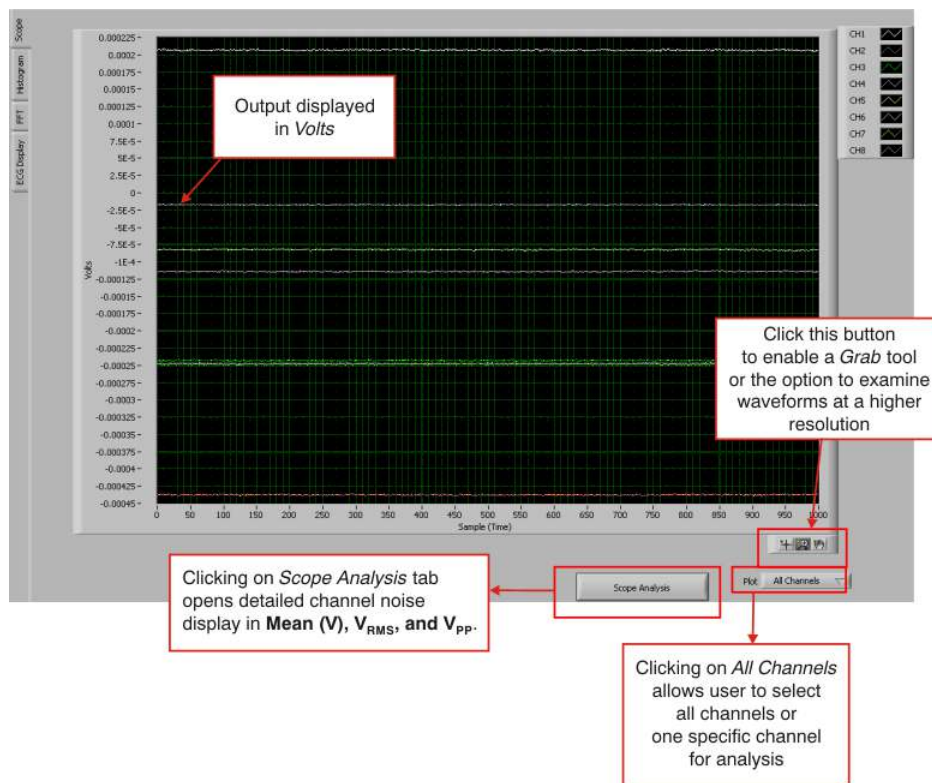 Scope
Histogram
FFT
ECG Display
0.000225
0.0002
0.000175
0.00015
0.000125
0.0001
7.5E-5
5E-5
2.5E-5
0
-2.5E-5
-5E-5
-7.5E-5
-1E-4
-0.000125
-0.00015
-0.000175
-0.0002
-0.000225
-0.00025
-0.000275
-0.0003
-0.000325
-0.00035
-0.000375
-0.0004
-0.000425
-0.00045
Volts
0 50 100 150 200 250 300 350 400 450 500 550 600 650 700 750 800 850 900 950 1000
Sample (Time)
CH1
CH2
CH3
CH4
CH5
CH6
CH7
CH8
Output displayed
in Volts
Click this button
to enable a Grab tool
or the option to examine
waveforms at a higher
resolution
Clicking on Scope Analysis tab
opens detailed channel noise
display in Mean (V), VRMS, and VPP.
Scope Analysis
Plot All Channels
Clicking on All Channels
allows user to select
all channels or
one specific channel
for analysis